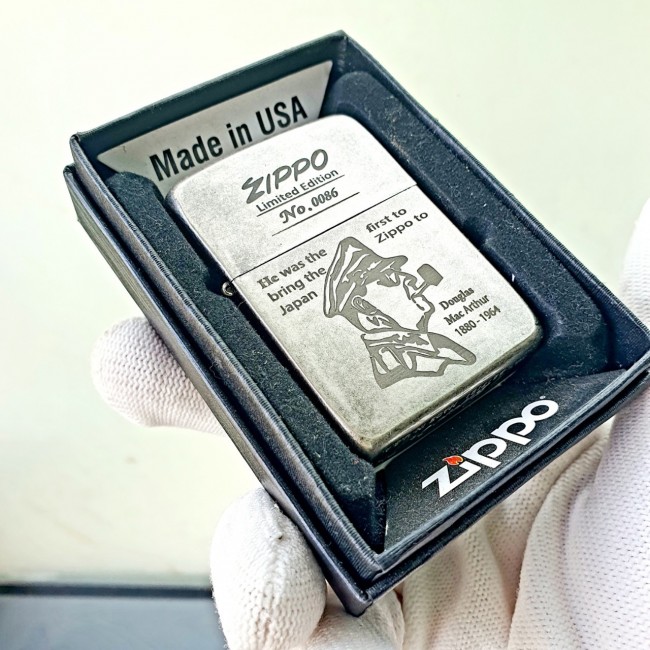 Made in USA
ZIPPO
Limited Edition
No.0086
He was the first to
bring the Zippo to
Japan
Douglas
Mac Arthur
1880-1964
zippo